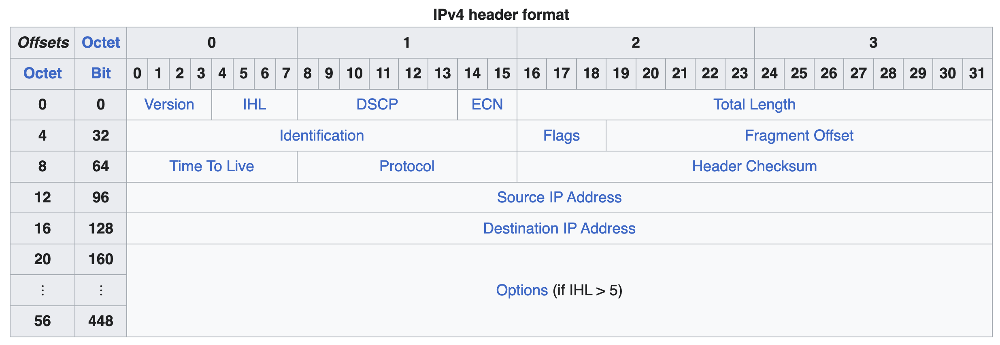 IPv4 header format
Offsets Octet 0 1 2 3
Octet Bit 0 1 2 3 4 5 6 7 8 9 10 11 12 13 14 15 16 17 18 19 20 21 22 23 24 25 26 27 28 29 30 31
0 0 Version IHL DSCP ECN Total Length
4 32 Identification Flags Fragment Offset
8 64 Time To Live Protocol Header Checksum
12 96 Source IP Address
16 128 Destination IP Address
20 160
⋮ ⋮ Options (if IHL > 5)
56 448